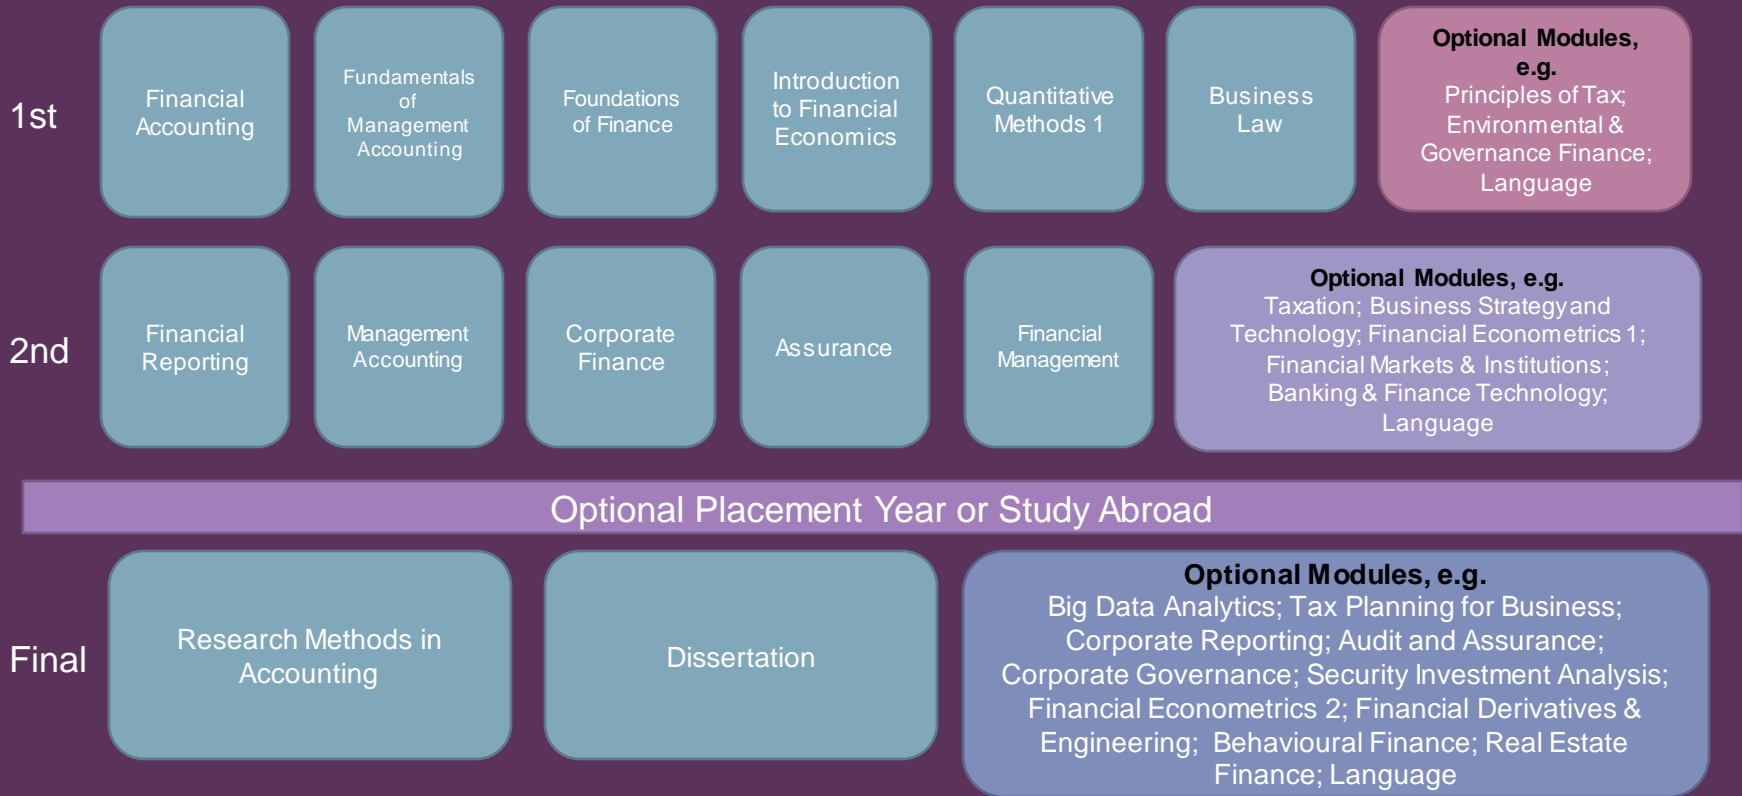 1st
Financial
Accounting
Fundamentals
of
Management
Accounting
Foundations
of Finance
Introduction
to Financial
Economics
Quantitative
Methods 1
Business
Law
Optional Modules,
e.g.
Principles of Tax;
Environmental &
Governance Finance;
Language
2nd
Financial
Reporting
Management
Accounting
Corporate
Finance
Assurance
Financial
Management
Optional Modules, e.g.
Taxation; Business Strategy and
Technology; Financial Econometrics 1;
Financial Markets & Institutions;
Banking & Finance Technology;
Language
Optional Placement Year or Study Abroad
Final
Research Methods in
Accounting
Dissertation
Optional Modules, e.g.
Big Data Analytics; Tax Planning for Business;
Corporate Reporting; Audit and Assurance;
Corporate Governance; Security Investment Analysis;
Financial Econometrics 2; Financial Derivatives &
Engineering; Behavioural Finance; Real Estate
Finance; Language